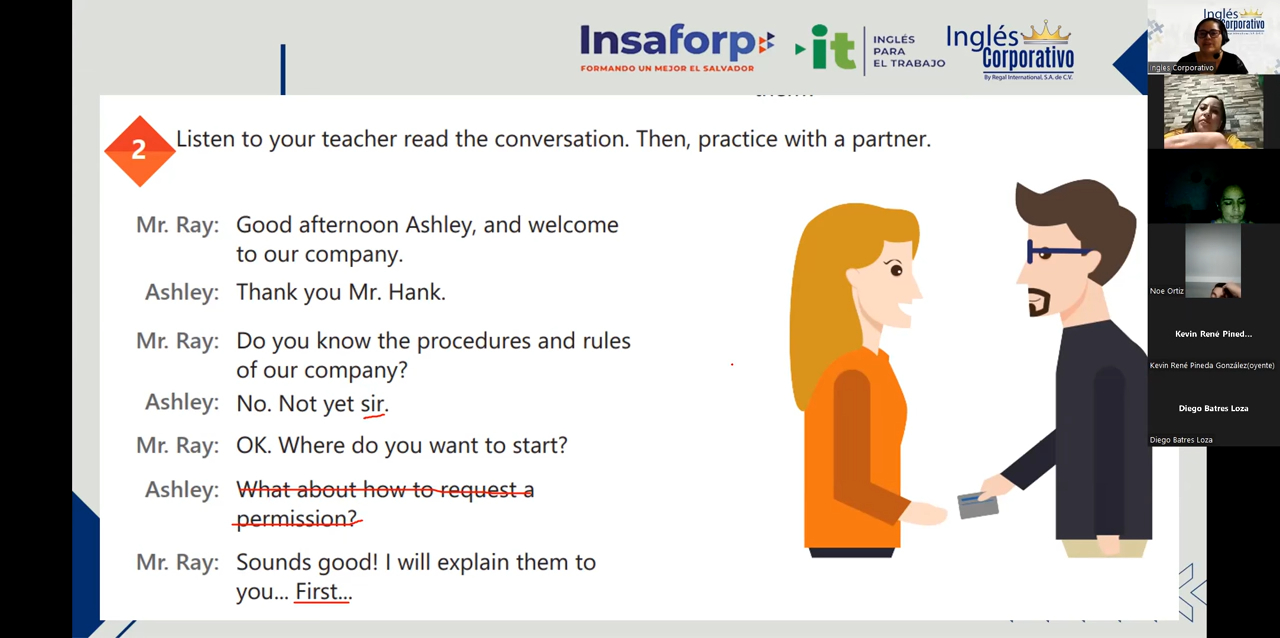 Insaforp
FORMANDO UN MEJOR EL SALVADOR
it
INGLÉS
PARA
EL TRABAJO
Inglés
Corporativo
By Regal International, S.A. de C.V.
2
Listen to your teacher read the conversation. Then, practice with a partner.
Mr. Ray: Good afternoon Ashley, and welcome
to our company.
Ashley: Thank you Mr. Hank.
Mr. Ray: Do you know the procedures and rules
of our company?
Ashley: No. Not yet sir.
Mr. Ray: OK. Where do you want to start?
Ashley: What about how to request a
permission?
Mr. Ray: Sounds good! I will explain them to
you... First...
Inglés
Corporativo
Inglés Corporativo
Noe Ortiz
Kevin René Pined...
Kevin René Pineda González(oyente)
Diego Batres Loza
Diego Batres Loza